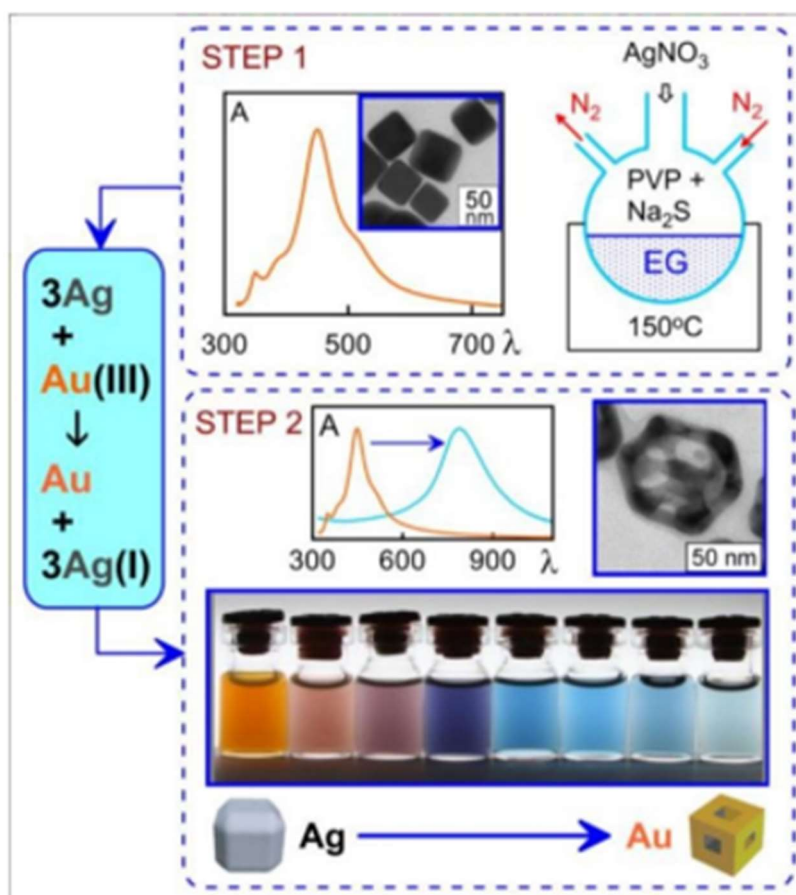 STEP 1
A
50
nm
300 500 700 λ
AgNO₃
N₂ N₂
PVP +
Na₂S
EG
150°C
3Ag
+
Au(III)
↓
Au
+
3Ag(I)
STEP 2
A
300 600 900 λ
50 nm
Ag Au